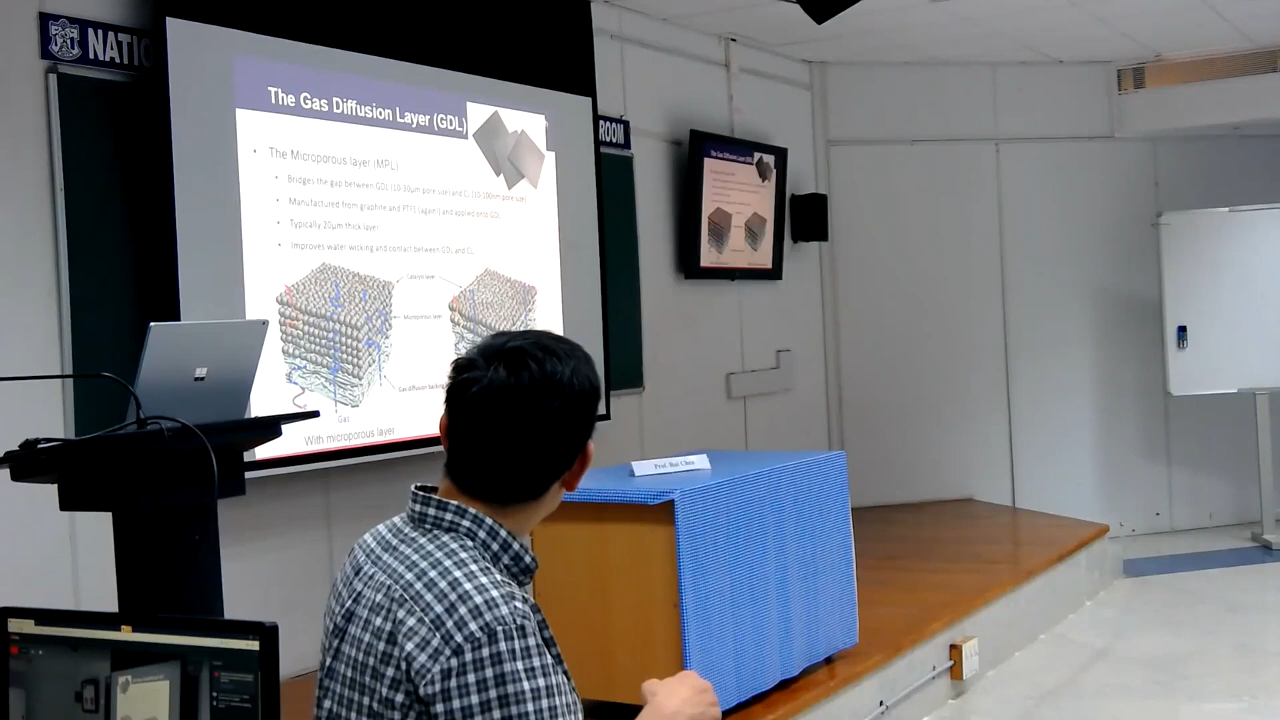 NATIO
ROOM
The Gas Diffusion Layer (GDL)
• The Microporous layer (MPL)
• Bridges the gap between GDL (10-30µm pore size) and CL (10-100nm pore size)
• Manufactured from graphite and PTFE (again!) and applied onto GDL
• Typically 20µm thick layer
• Improves water wicking and contact between GDL and CL
Catalyst layer
Microporous layer
Gas diffusion backing
Gas
With microporous layer
Prof. Rui Chen